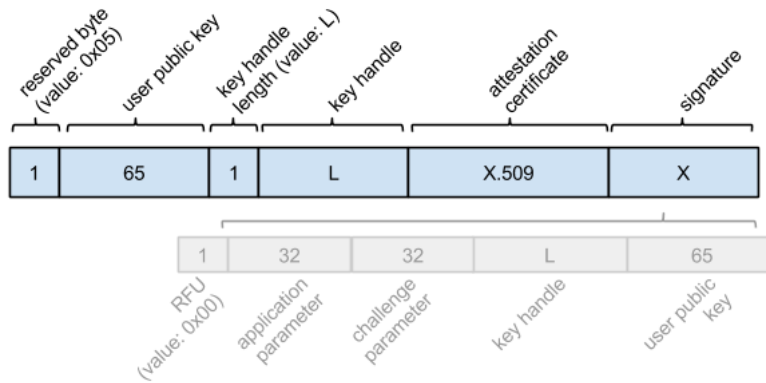 reserved byte
(value: 0x05)
user public key
key handle
length (value: L)
key handle
attestation
certificate
signature
1
65
1
L
X.509
X
1
32
32
L
65
RFU
(value: 0x00)
application
parameter
challenge
parameter
key handle
user public
key